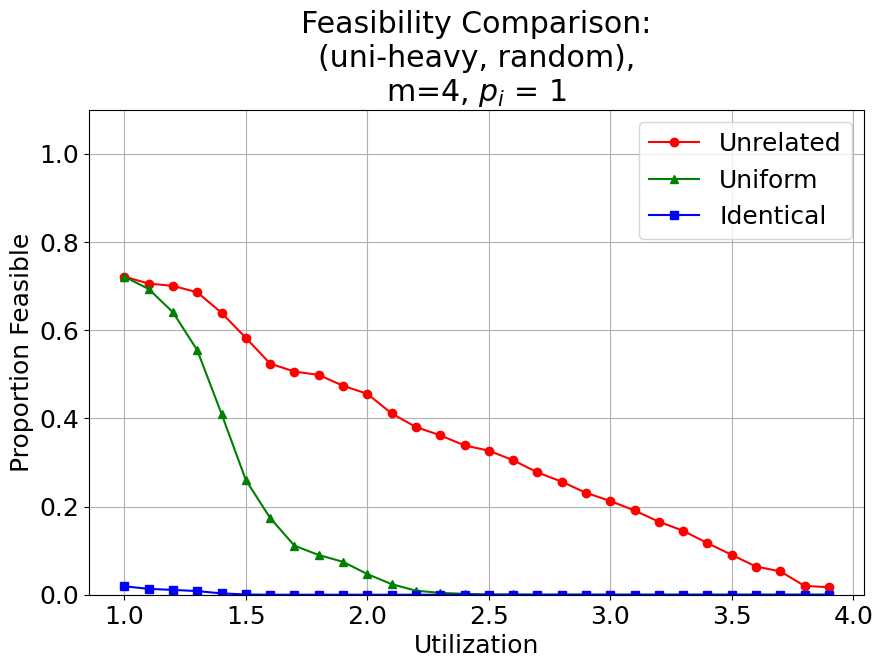 Feasibility Comparison:
(uni-heavy, random),
m=4, $p_i$ = 1
Unrelated
Uniform
Identical
Proportion Feasible
1.0
0.8
0.6
0.4
0.2
0.0
1.0 1.5 2.0 2.5 3.0 3.5 4.0
Utilization